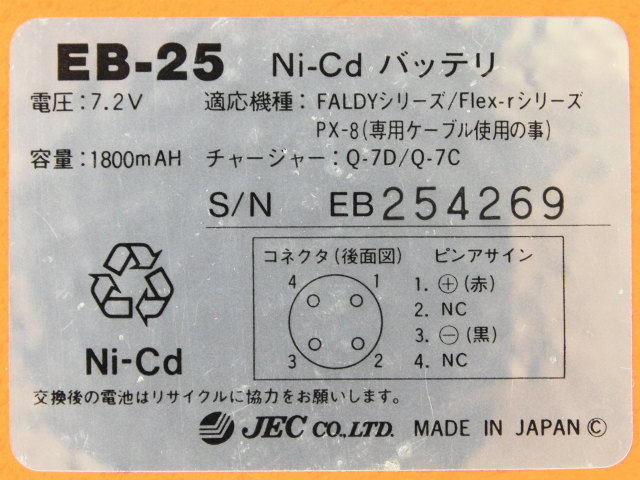 EB-25 Ni-Cd バッテリ
電圧:7.2V 適応機種:FALDYシリーズ/Flex-rシリーズ
PX-8(専用ケーブル使用の事)
容量:1800mAH チャージャー:Q-7D/Q-7C
S/N EB254269
コネクタ(後面図) ピンアサイン
4 1
3 2
1. ⊕(赤)
2. NC
3. ⊖(黒)
4. NC
Ni-Cd
交換後の電池はリサイクルに協力をお願いします。
JEC CO.,LTD. MADE IN JAPAN Ⓒ